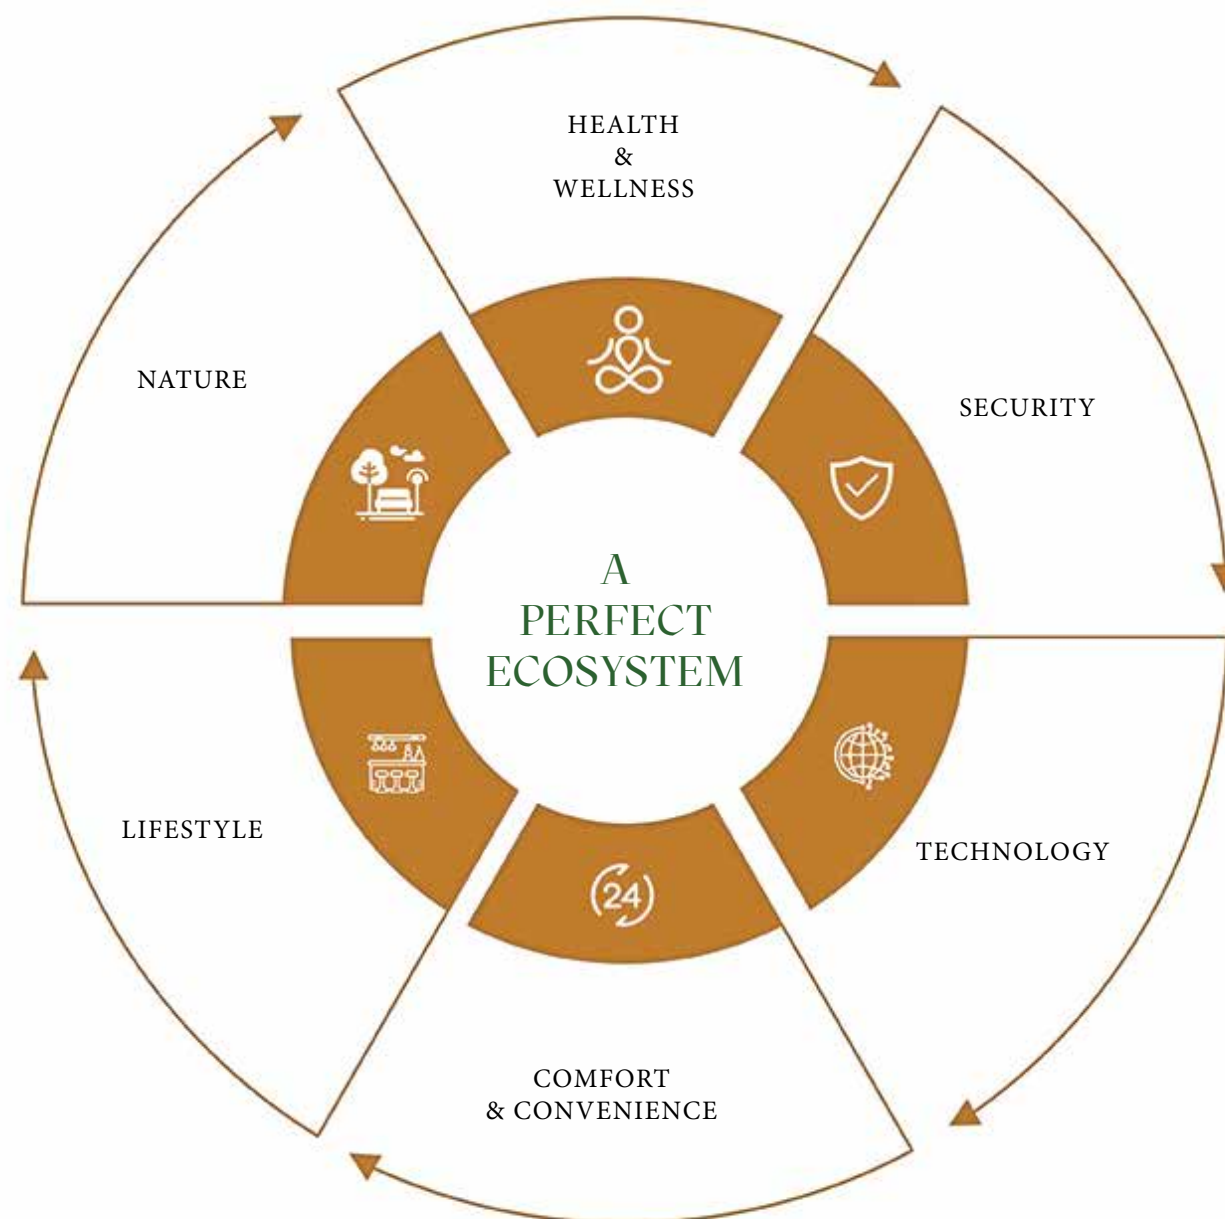 HEALTH
&
WELLNESS
NATURE
SECURITY
A
PERFECT
ECOSYSTEM
LIFESTYLE
TECHNOLOGY
24
COMFORT
& CONVENIENCE